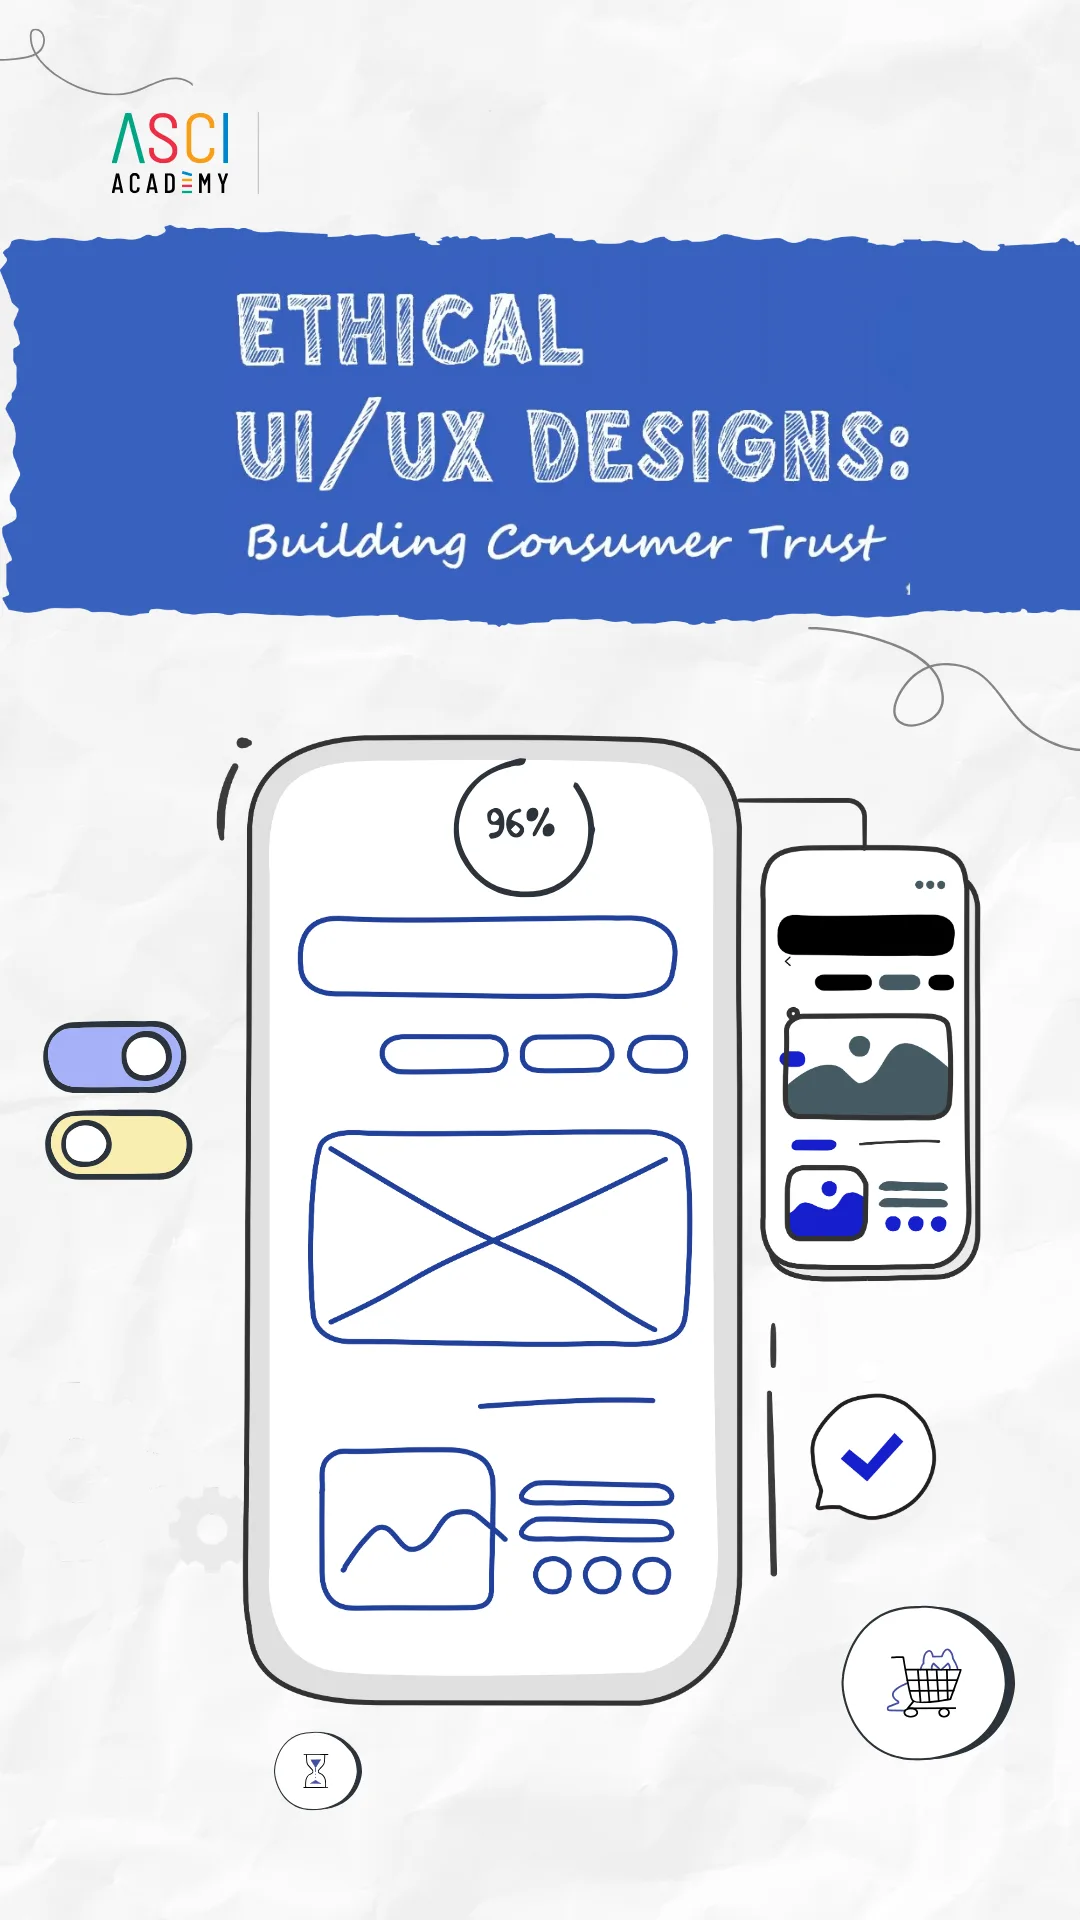 ASCI
ACADEMY
ETHICAL
UI/UX DESIGNS:
Building Consumer Trust
96%